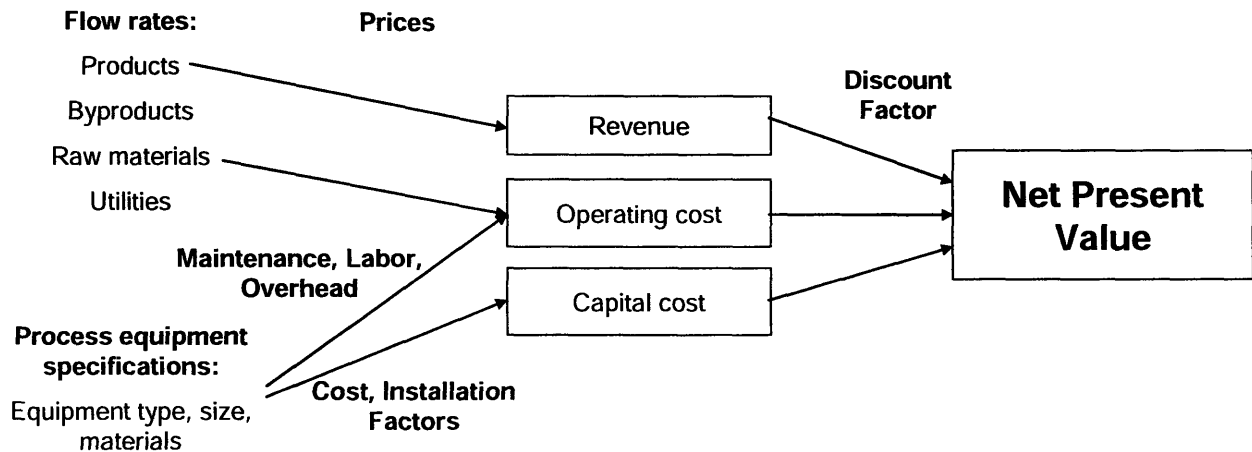 Flow rates:
Prices
Products
Byproducts
Raw materials
Utilities
Maintenance, Labor,
Overhead
Process equipment
specifications:
Equipment type, size,
materials
Cost, Installation
Factors
Revenue
Operating cost
Capital cost
Discount
Factor
Net Present
Value